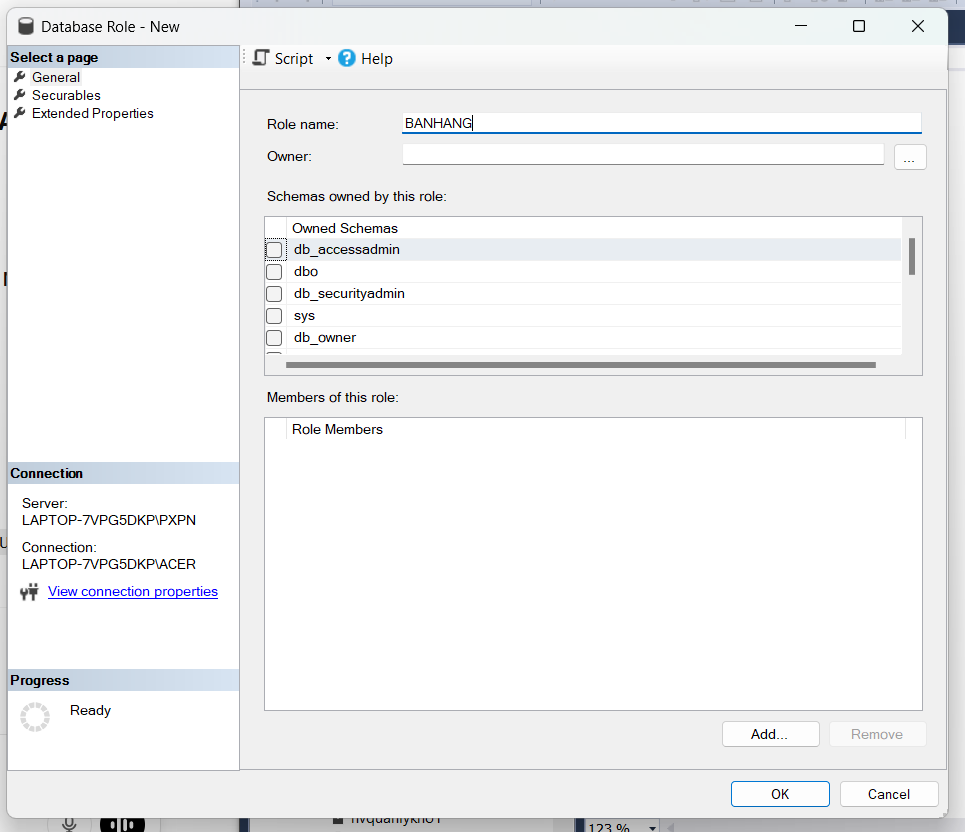 Database Role - New
Select a page
General
Securables
Extended Properties
Script
Help
Role name: BANHANG
Owner:
...
Schemas owned by this role:
Owned Schemas
db_accessadmin
dbo
db_securityadmin
sys
db_owner
Members of this role:
Role Members
Connection
Server:
LAPTOP-7VPG5DKP\PXPN
Connection:
LAPTOP-7VPG5DKP\ACER
View connection properties
Progress
Ready
Add...
Remove
OK
Cancel
123 %